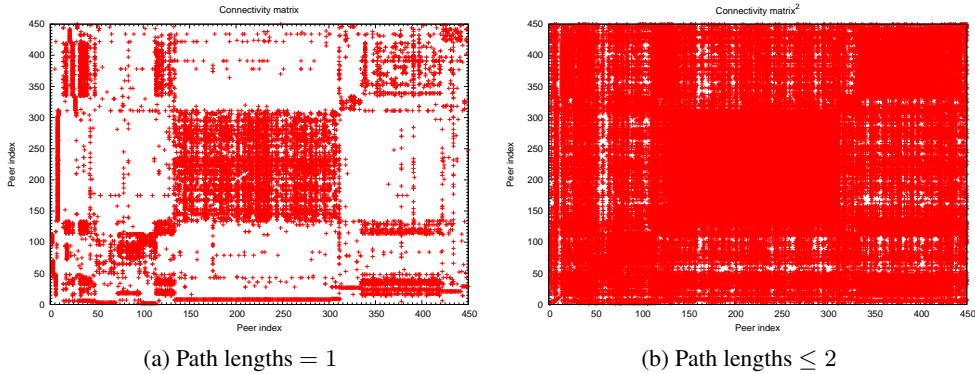 Connectivity matrix
450
400
350
300
250
200
150
100
50
0
Peer index
0 50 100 150 200 250 300 350 400 450
Peer index
(a) Path lengths = 1
Connectivity matrix²
450
400
350
300
250
200
150
100
50
0
Peer index
0 50 100 150 200 250 300 350 400 450
Peer index
(b) Path lengths ≤ 2